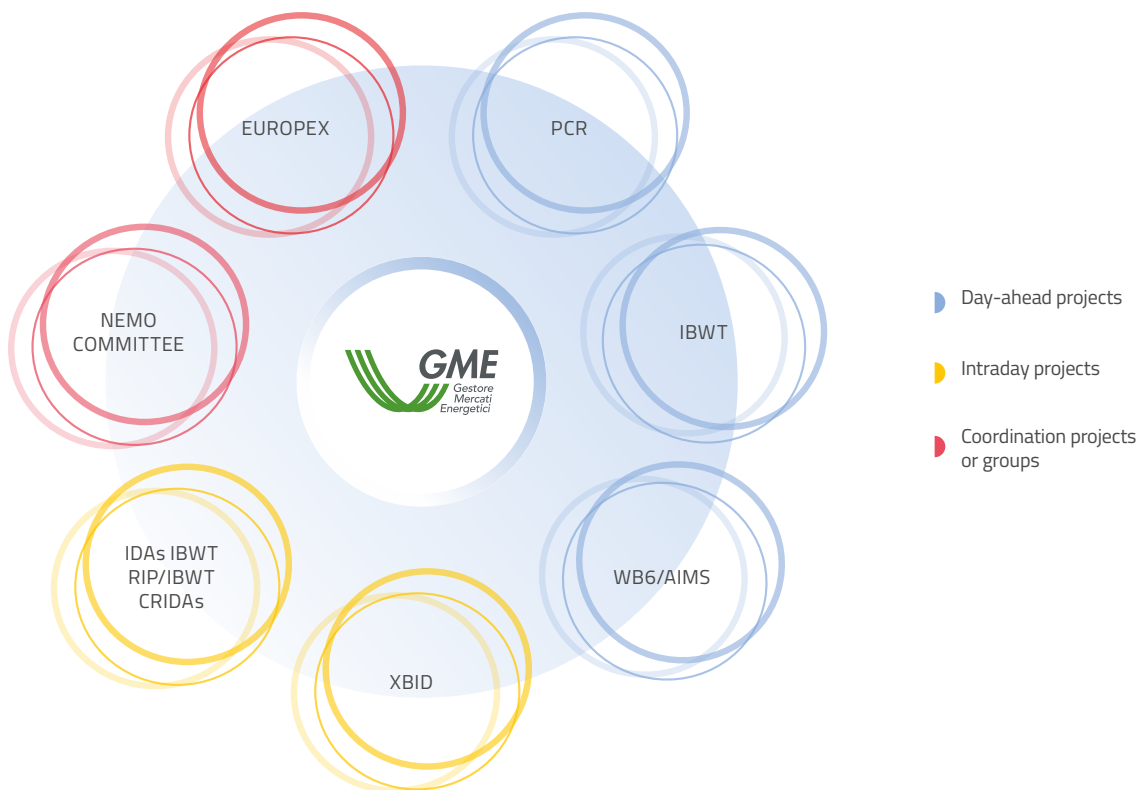 EUROPEX
PCR
NEMO
COMMITTEE
IBWT
GME
Gestore
Mercati
Energetici
IDAs IBWT
RIP/IBWT
CRIDAs
WB6/AIMS
XBID
Day-ahead projects
Intraday projects
Coordination projects
or groups